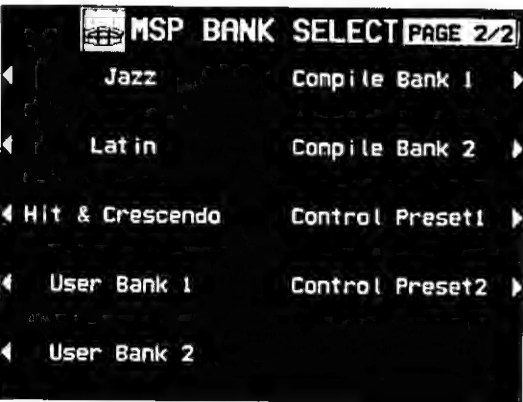 MSP BANK SELECT PAGE 2/2
Jazz Compile Bank 1
Latin Compile Bank 2
Hit & Crescendo Control Preset1
User Bank 1 Control Preset2
User Bank 2